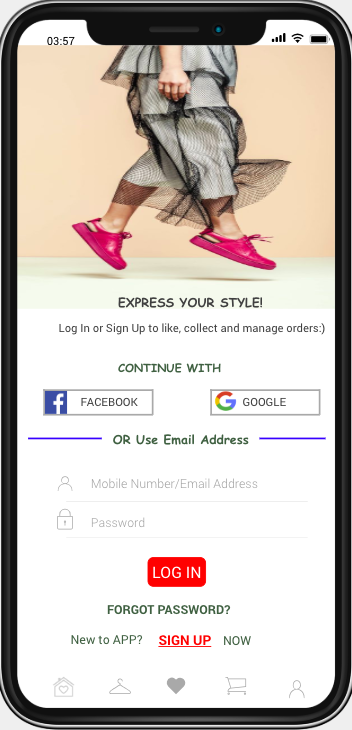 03:57
EXPRESS YOUR STYLE!
Log In or Sign Up to like, collect and manage orders:)
CONTINUE WITH
FACEBOOK GOOGLE
OR Use Email Address
Mobile Number/Email Address
Password
LOG IN
FORGOT PASSWORD?
New to APP? SIGN UP NOW